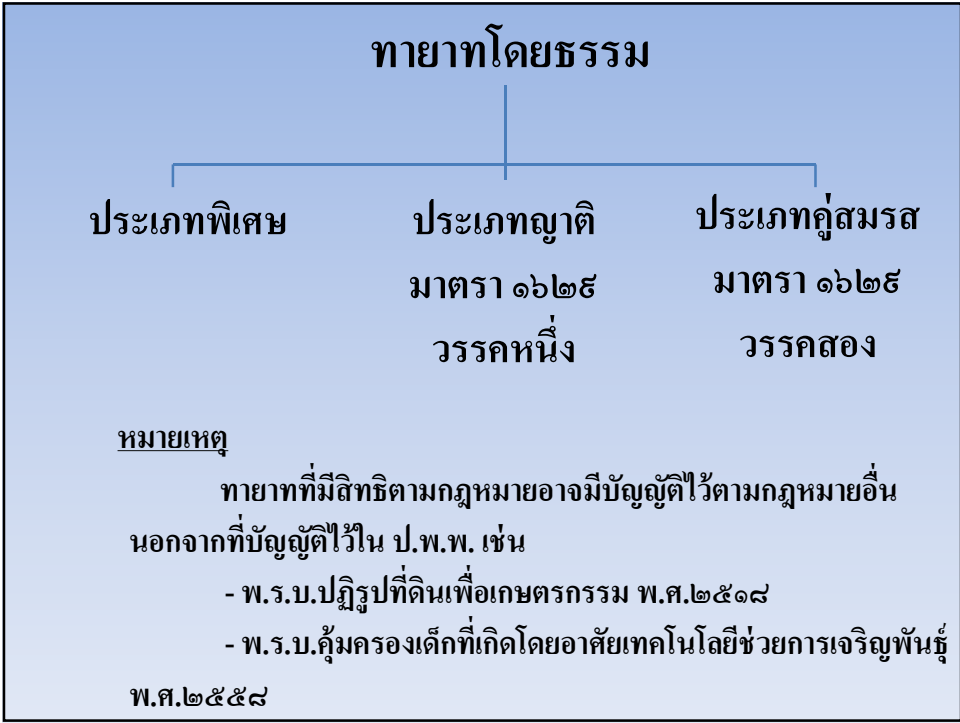 ทายาทโดยธรรม
ประเภทพิเศษ
ประเภทญาติ
มาตรา ๑๖๒๙
วรรคหนึ่ง
ประเภทคู่สมรส
มาตรา ๑๖๒๙
วรรคสอง
หมายเหตุ
ทายาทที่มีสิทธิตามกฎหมายอาจมีบัญญัติไว้ตามกฎหมายอื่น
นอกจากที่บัญญัติไว้ใน ป.พ.พ. เช่น
- พ.ร.บ.ปฏิรูปที่ดินเพื่อเกษตรกรรม พ.ศ.๒๕๑๘
- พ.ร.บ.คุ้มครองเด็กที่เกิดโดยอาศัยเทคโนโลยีช่วยการเจริญพันธุ์
พ.ศ.๒๕๕๘